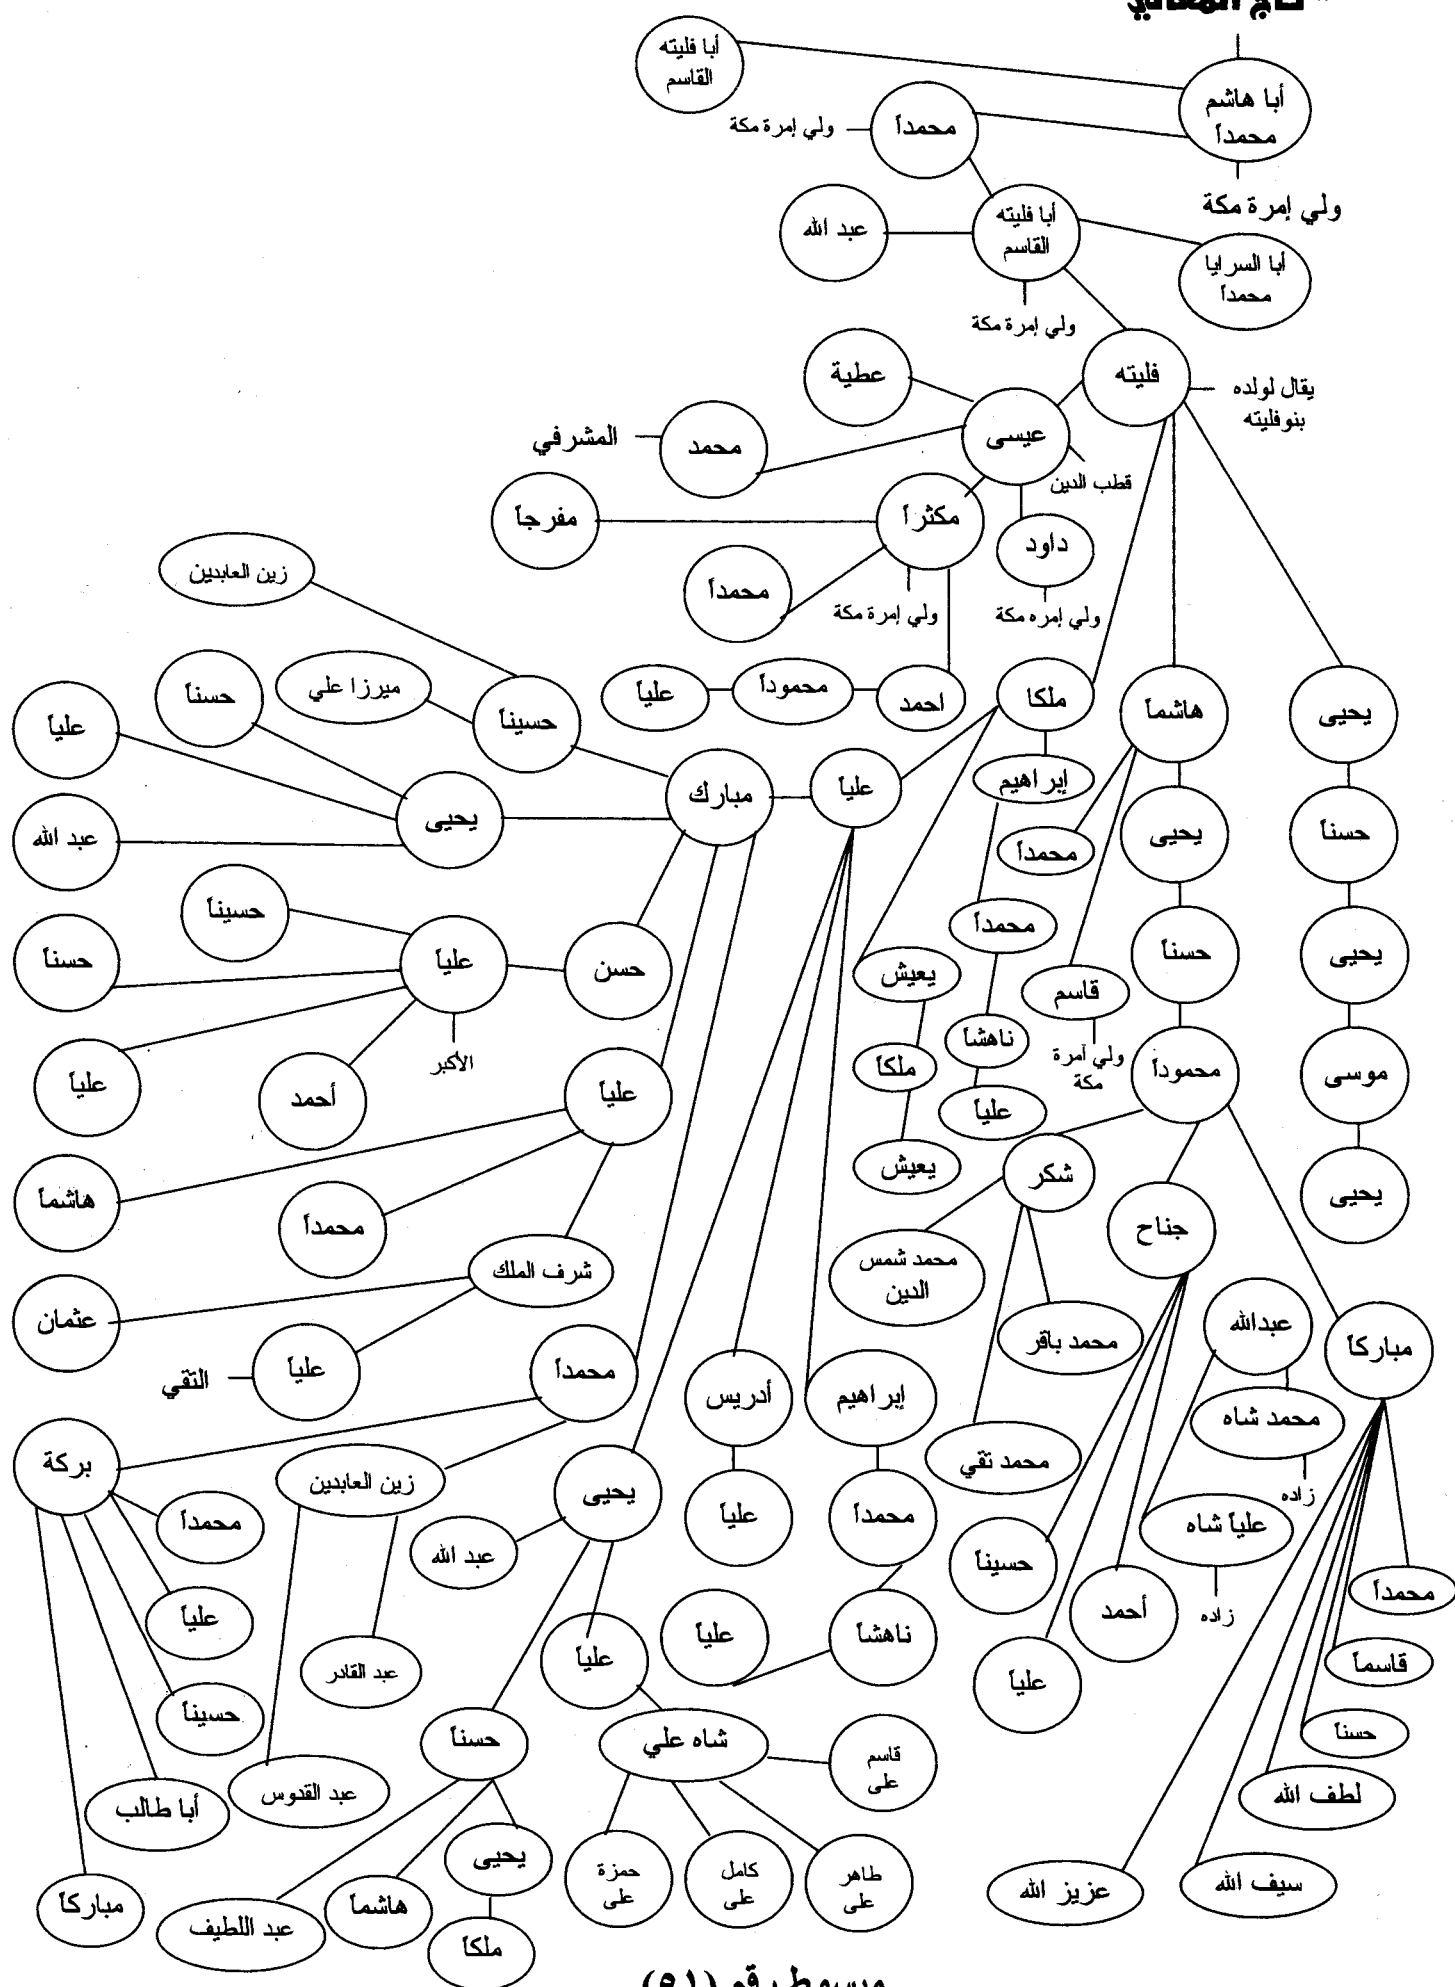 تاج المعالي
أبا فليته
القاسم
أبا هاشم
محمداً
محمداً
ولي إمرة مكة
ولي إمرة مكة
أبا فليته
القاسم
عبد الله
أبا السرايا
محمداً
ولي إمرة مكة
فليته
يقال لولده
بنوفليته
عطية
عيسى
قطب الدين
محمد
المشرفي
مكثراً
مفرجاً
داود
محمداً
ولي إمرة مكة
ولي إمره مكة
زين العابدين
ميرزا علي
حسناً
علياً
حسيناً
علياً
محموداً
احمد
ملكا
هاشماً
يحيى
إبراهيم
علياً
مبارك
يحيى
عبد الله
محمداً
يحيى
حسناً
حسيناً
حسناً
علياً
حسن
يعيش
محمداً
قاسم
ولي أمرة
مكة
حسناً
يحيى
الأكبر
علياً
أحمد
علياً
ملكاً
ناهشاً
علياً
محموداً
موسى
هاشماً
محمداً
يعيش
شكر
جناح
يحيى
شرف الملك
عثمان
علياً
التقي
محمداً
محمد شمس
الدين
محمد باقر
عبدالله
مباركاً
أدريس
إبراهيم
محمد شاه
زاده
بركة
زين العابدين
يحيى
علياً
محمداً
محمد تقي
علياً شاه
زاده
محمداً
عبد الله
حسيناً
أحمد
محمداً
علياً
عبد القادر
علياً
علياً
ناهشاً
علياً
قاسماً
حسيناً
حسناً
شاه علي
قاسم
على
حسناً
أبا طالب
عبد القدوس
لطف الله
مباركاً
عبد اللطيف
هاشماً
يحيى
ملكاً
حمزة
على
كامل
على
طاهر
على
عزيز الله
سيف الله
مبسوط رقم (٥١)